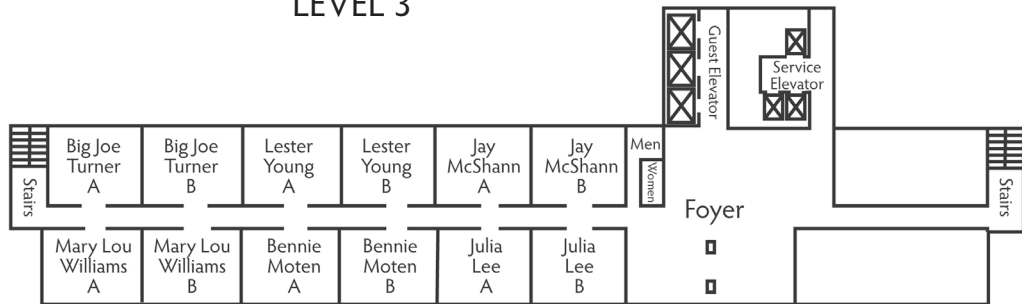 LEVEL 3
Guest Elevator
Service
Elevator
Big Joe
Turner
A
Big Joe
Turner
B
Lester
Young
A
Lester
Young
B
Jay
McShann
A
Jay
McShann
B
Men
Women
Stairs
Foyer
Stairs
Mary Lou
Williams
A
Mary Lou
Williams
B
Bennie
Moten
A
Bennie
Moten
B
Julia
Lee
A
Julia
Lee
B